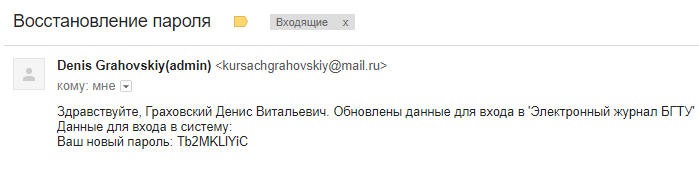 Восстановление пароля
Входящие x
Denis Grahovskiy(admin) <kursachgrahovskiy@mail.ru>
кому: мне
Здравствуйте, Граховский Денис Витальевич. Обновлены данные для входа в 'Электронный журнал БГТУ'
Данные для входа в систему:
Ваш новый пароль: Tb2MKLlYiC